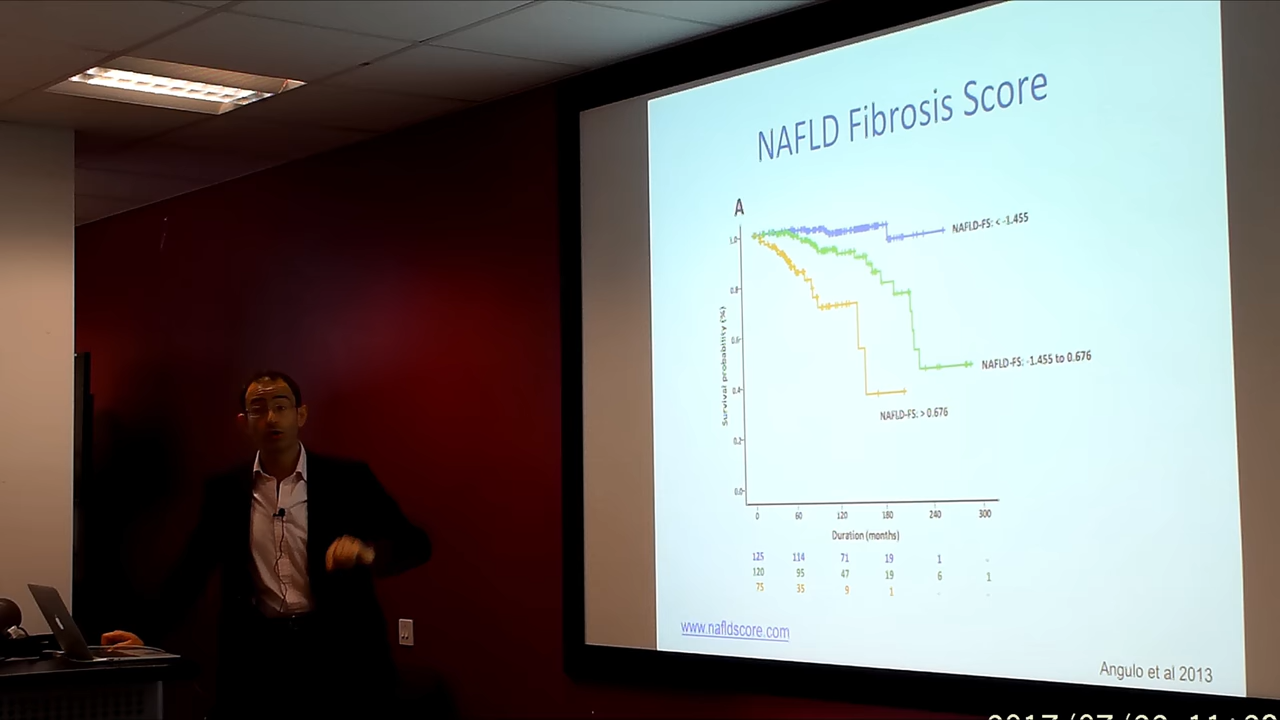 NAFLD Fibrosis Score
A
NAFLD-FS: < -1.455
NAFLD-FS: -1.455 to 0.676
NAFLD-FS: > 0.676
Survival probability (%)
1.0
0.8
0.6
0.4
0.2
0.0
0 60 120 180 240 300
Duration (months)
125 114 71 19 1 -
120 95 47 19 6 1
75 35 9 1 - -
www.nafldscore.com
Angulo et al 2013